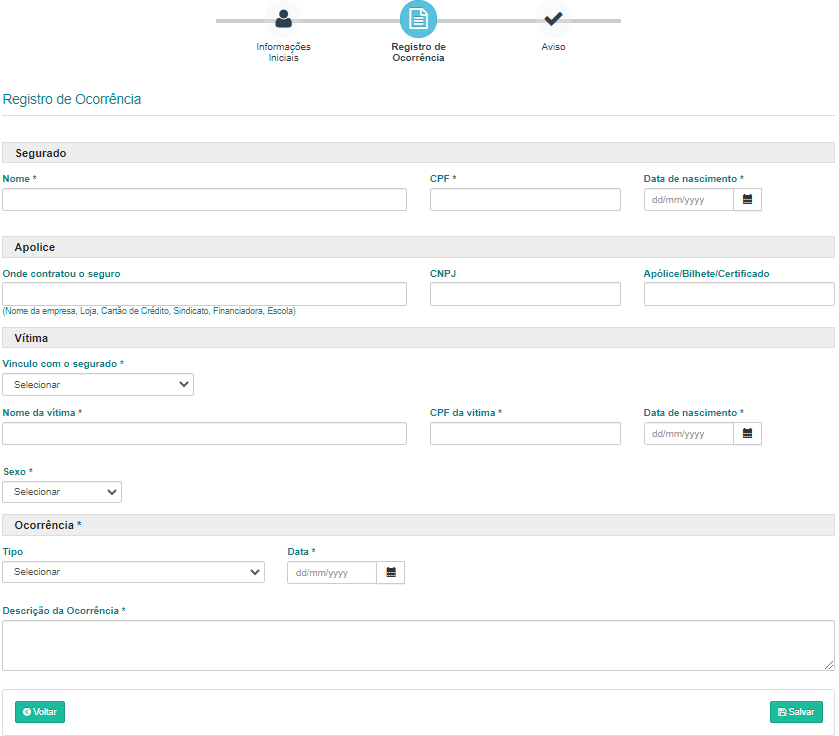 Informações
Iniciais
Registro de
Ocorrência
Aviso
Registro de Ocorrência
Segurado
Nome * CPF * Data de nascimento *
dd/mm/yyyy
Apolice
Onde contratou o seguro CNPJ Apólice/Bilhete/Certificado
(Nome da empresa, Loja, Cartão de Crédito, Sindicato, Financiadora, Escola)
Vítima
Vinculo com o segurado *
Selecionar
Nome da vítima * CPF da vitima * Data de nascimento *
dd/mm/yyyy
Sexo *
Selecionar
Ocorrência *
Tipo Data *
Selecionar dd/mm/yyyy
Descrição da Ocorrência *
Voltar Salvar